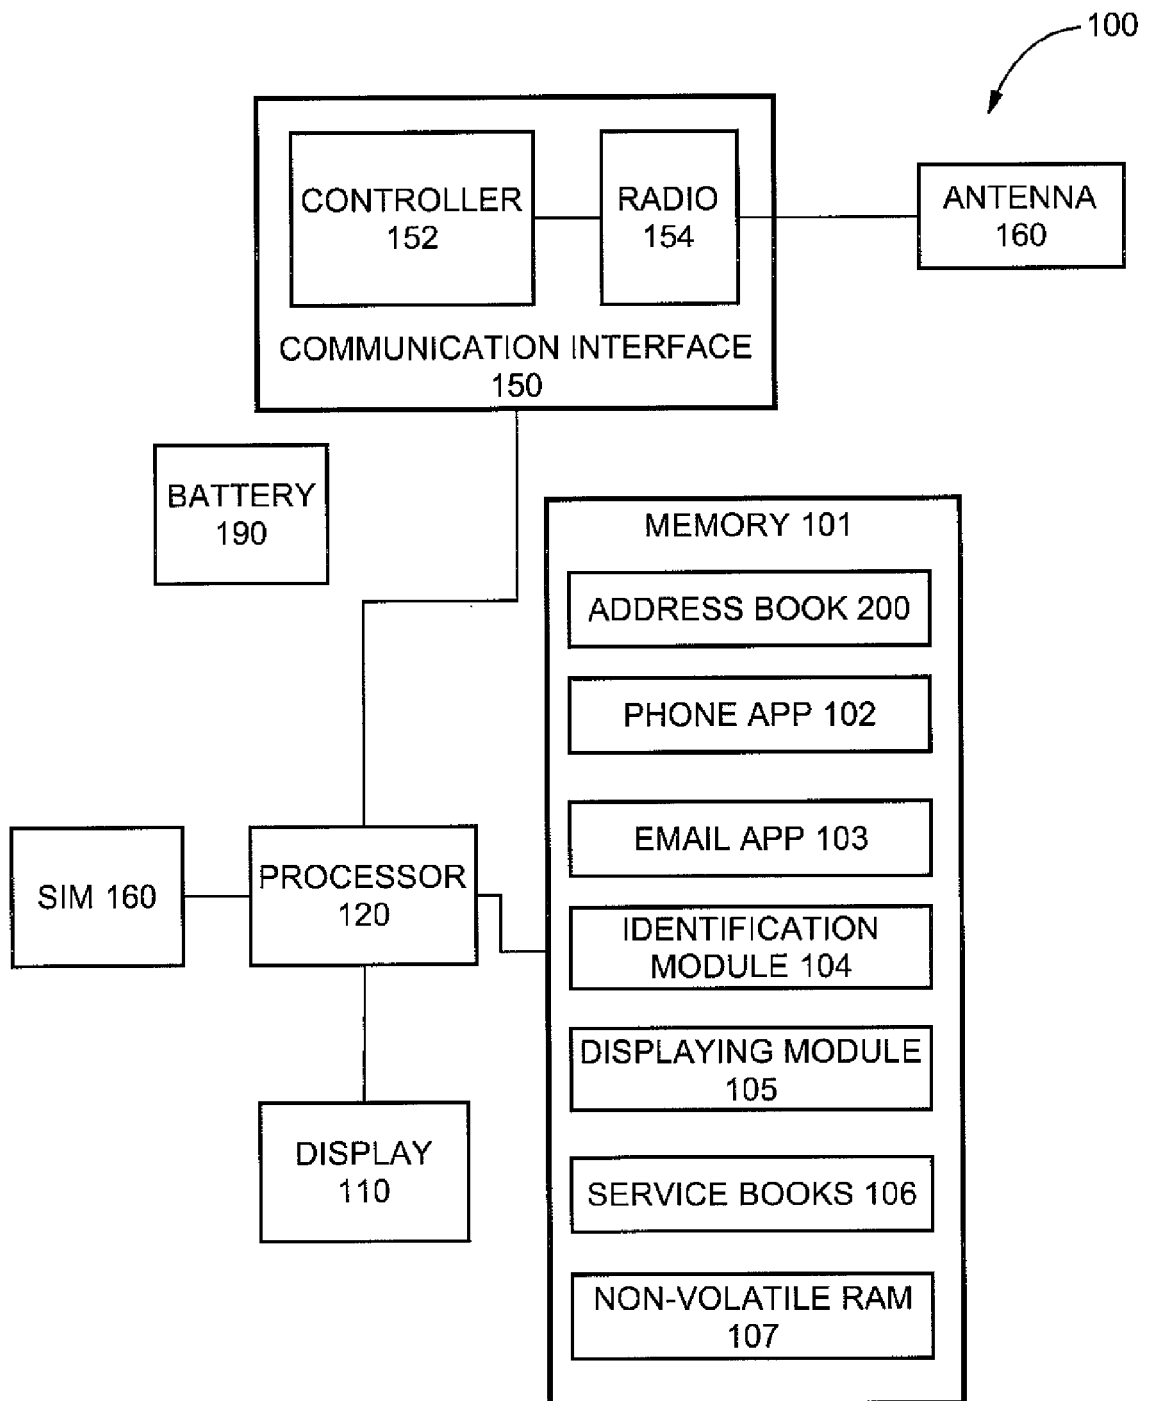 100
CONTROLLER
152
RADIO
154
ANTENNA
160
COMMUNICATION INTERFACE
150
BATTERY
190
MEMORY 101
ADDRESS BOOK 200
PHONE APP 102
EMAIL APP 103
SIM 160
PROCESSOR
120
IDENTIFICATION
MODULE 104
DISPLAYING MODULE
105
DISPLAY
110
SERVICE BOOKS 106
NON-VOLATILE RAM
107